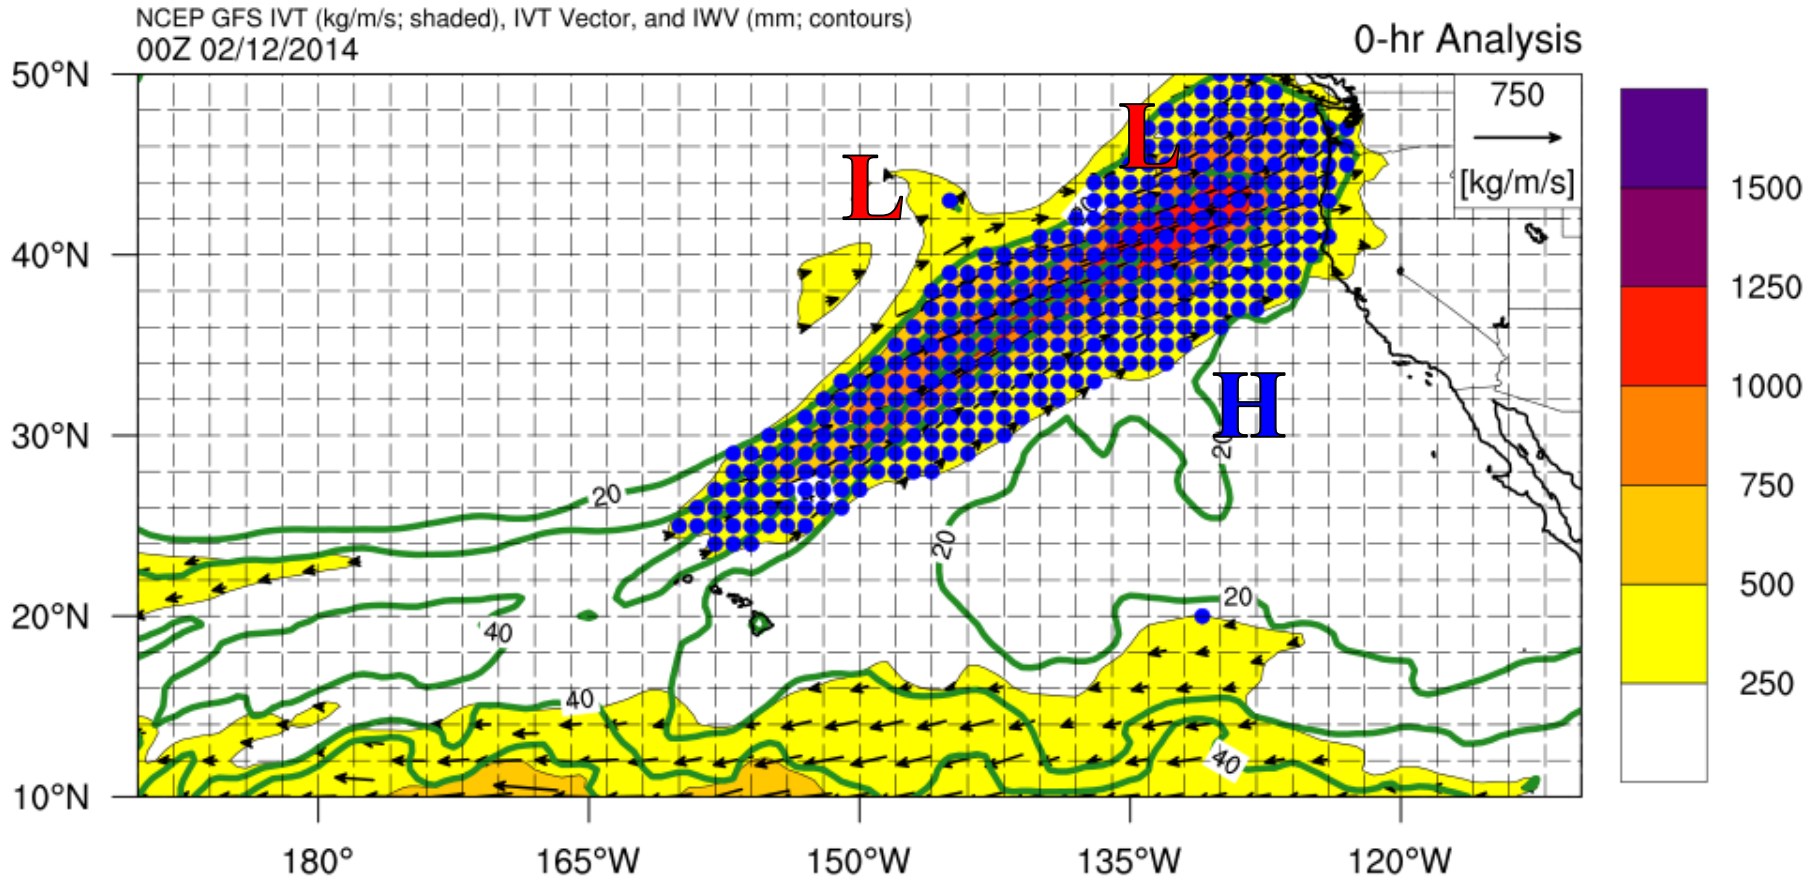 NCEP GFS IVT (kg/m/s; shaded), IVT Vector, and IWV (mm; contours)
00Z 02/12/2014
0-hr Analysis
50°N
40°N
30°N
20°N
10°N
180°
165°W
150°W
135°W
120°W
750
[kg/m/s]
L
L
H
20
20
20
20
40
40
40
1500
1250
1000
750
500
250